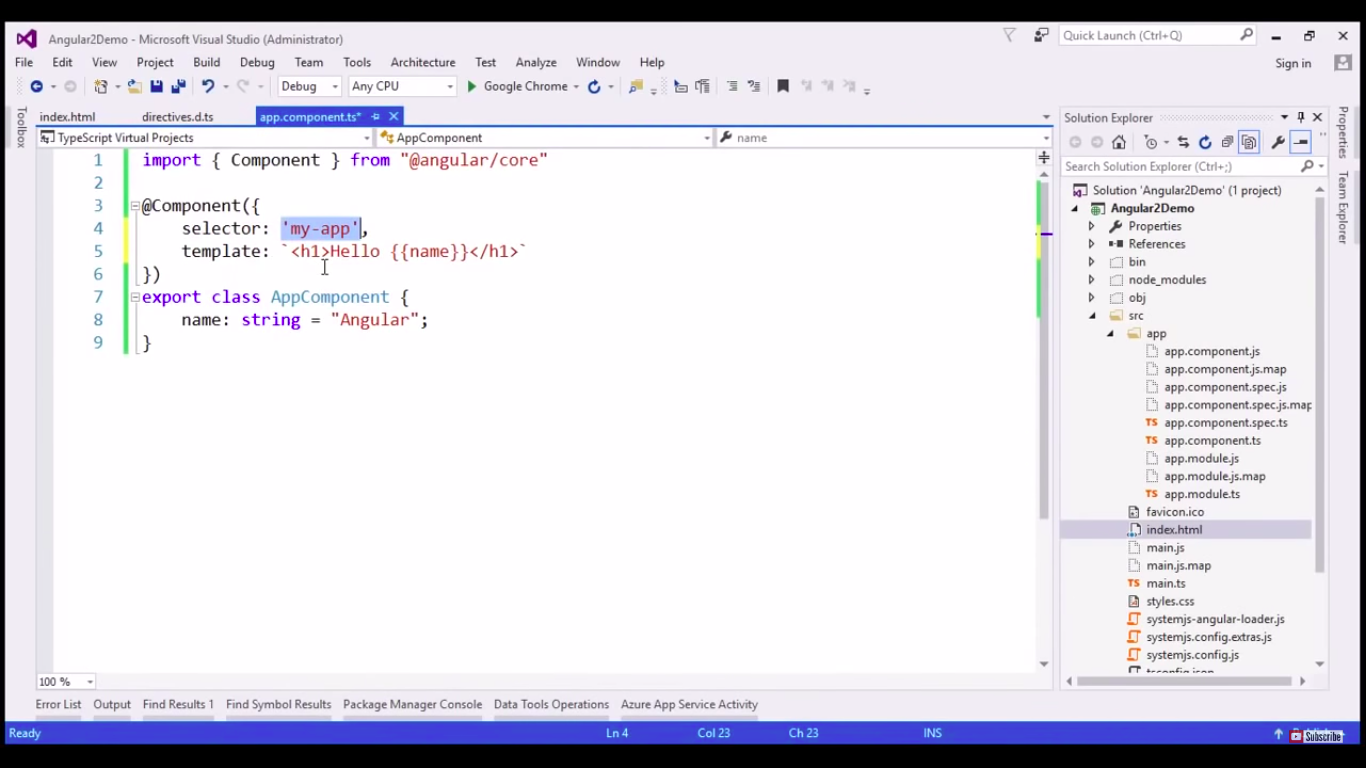 Angular2Demo - Microsoft Visual Studio (Administrator)
Quick Launch (Ctrl+Q)
File Edit View Project Build Debug Team Tools Architecture Test Analyze Window Help
Sign in
Debug Any CPU Google Chrome
Toolbox
index.html directives.d.ts app.component.ts*
TypeScript Virtual Projects AppComponent name
1 import { Component } from "@angular/core"
2
3 @Component({
4 selector: 'my-app',
5 template: `<h1>Hello {{name}}</h1>`
6 })
7 export class AppComponent {
8 name: string = "Angular";
9 }
100 %
Solution Explorer
Search Solution Explorer (Ctrl+;)
Solution 'Angular2Demo' (1 project)
Angular2Demo
Properties
References
bin
node_modules
obj
src
app
app.component.js
app.component.js.map
app.component.spec.js
app.component.spec.js.map
app.component.spec.ts
app.component.ts
app.module.js
app.module.js.map
app.module.ts
favicon.ico
index.html
main.js
main.js.map
main.ts
styles.css
systemjs-angular-loader.js
systemjs.config.extras.js
systemjs.config.js
tsconfig.json
Properties
Team Explorer
Error List Output Find Results 1 Find Symbol Results Package Manager Console Data Tools Operations Azure App Service Activity
Ready Ln 4 Col 23 Ch 23 INS
Subscribe